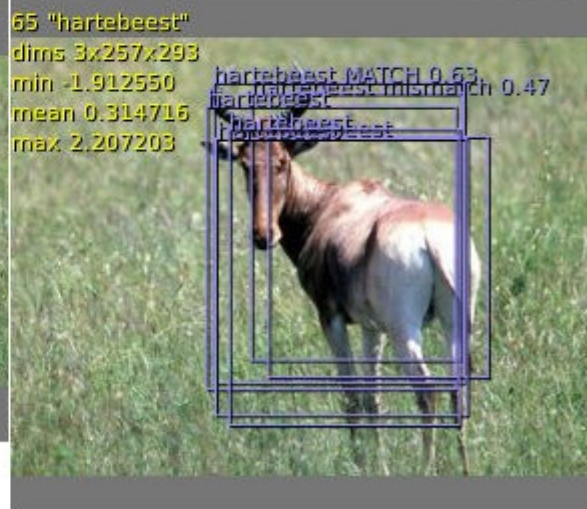 65 "hartebeest"
dims 3x257x293
min -1.912550
mean 0.314716
max 2.207203
hartebeest MATCH 0.63
hartebeest mismatch 0.47
hartebeest
hartebeest